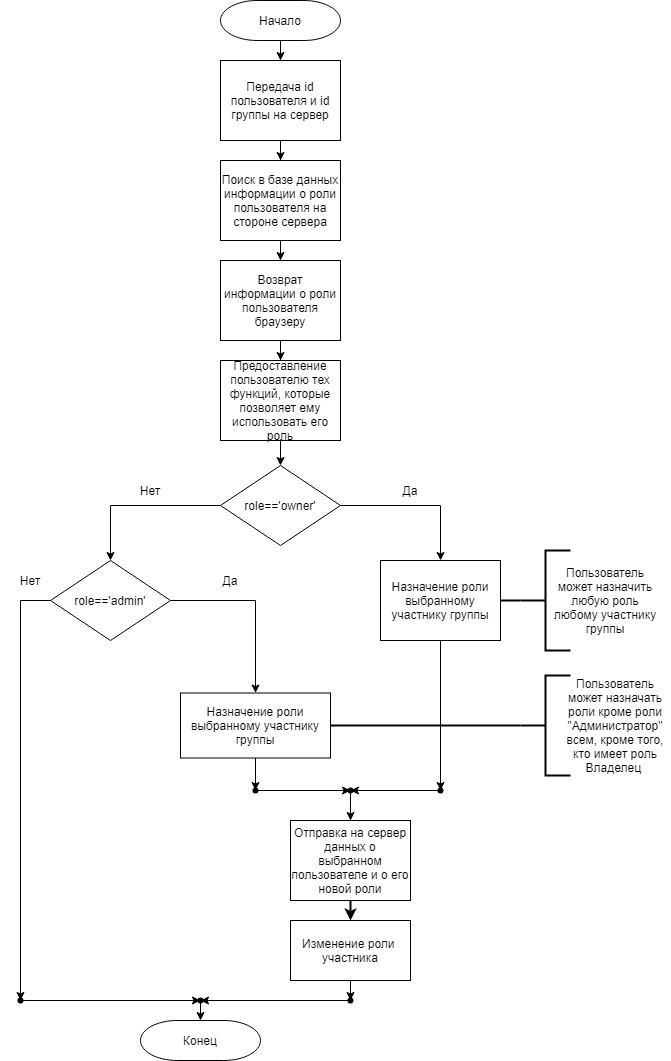 Начало
Передача id
пользователя и id
группы на сервер
Поиск в базе данных
информации о роли
пользователя на
стороне сервера
Возврат
информации о роли
пользователя
браузеру
Предоставление
пользователю тех
функций, которые
позволяет ему
использовать его
роль
role=='owner'
Нет
Да
role=='admin'
Нет
Да
Назначение роли
выбранному
участнику группы
Пользователь
может назначить
любую роль
любому участнику
группы
Назначение роли
выбранному участнику
группы
Пользователь
может назначать
роли кроме роли
"Администратор"
всем, кроме того,
кто имеет роль
Владелец
Отправка на сервер
данных о
выбранном
пользователе и о его
новой роли
Изменение роли
участника
Конец